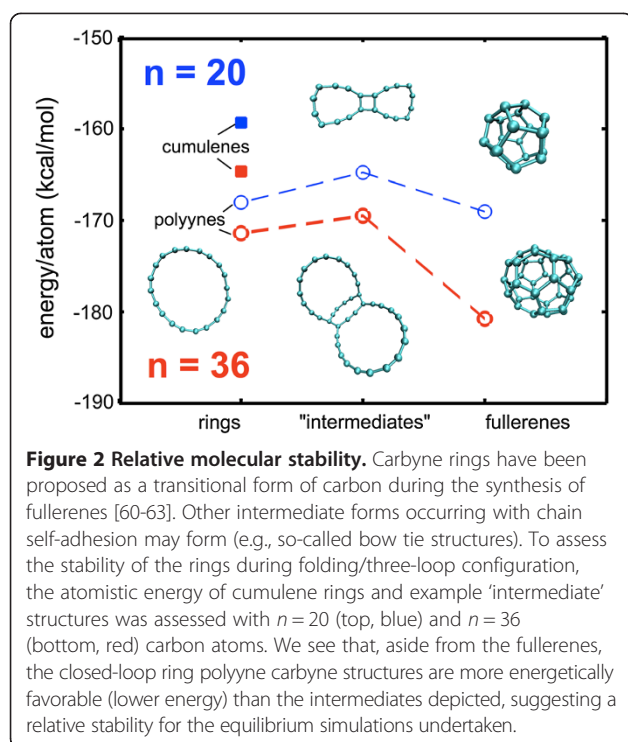 -150
n = 20
-160
cumulenes
energy/atom (kcal/mol)
-170
polyynes
-180
n = 36
-190
rings "intermediates" fullerenes
Figure 2 Relative molecular stability. Carbyne rings have been
proposed as a transitional form of carbon during the synthesis of
fullerenes [60-63]. Other intermediate forms occurring with chain
self-adhesion may form (e.g., so-called bow tie structures). To assess
the stability of the rings during folding/three-loop configuration,
the atomistic energy of cumulene rings and example ‘intermediate’
structures was assessed with n = 20 (top, blue) and n = 36
(bottom, red) carbon atoms. We see that, aside from the fullerenes,
the closed-loop ring polyyne carbyne structures are more energetically
favorable (lower energy) than the intermediates depicted, suggesting a
relative stability for the equilibrium simulations undertaken.